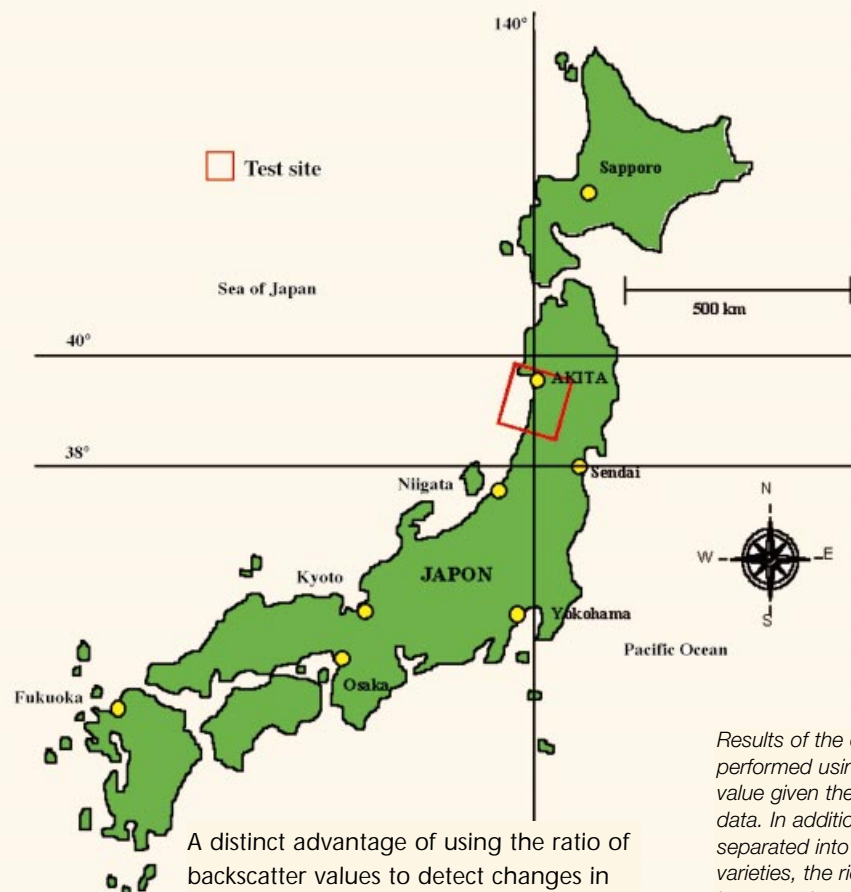 140°
Sapporo
Test site
Sea of Japan
500 km
40°
AKITA
38°
Sendai
Niigata
N
W
E
S
Kyoto
JAPON
Yokohama
Pacific Ocean
Osaka
Fukuoka
A distinct advantage of using the ratio of
backscatter values to detect changes in
Results of the
performed usin
value given the
data. In additio
separated into
varieties, the ri